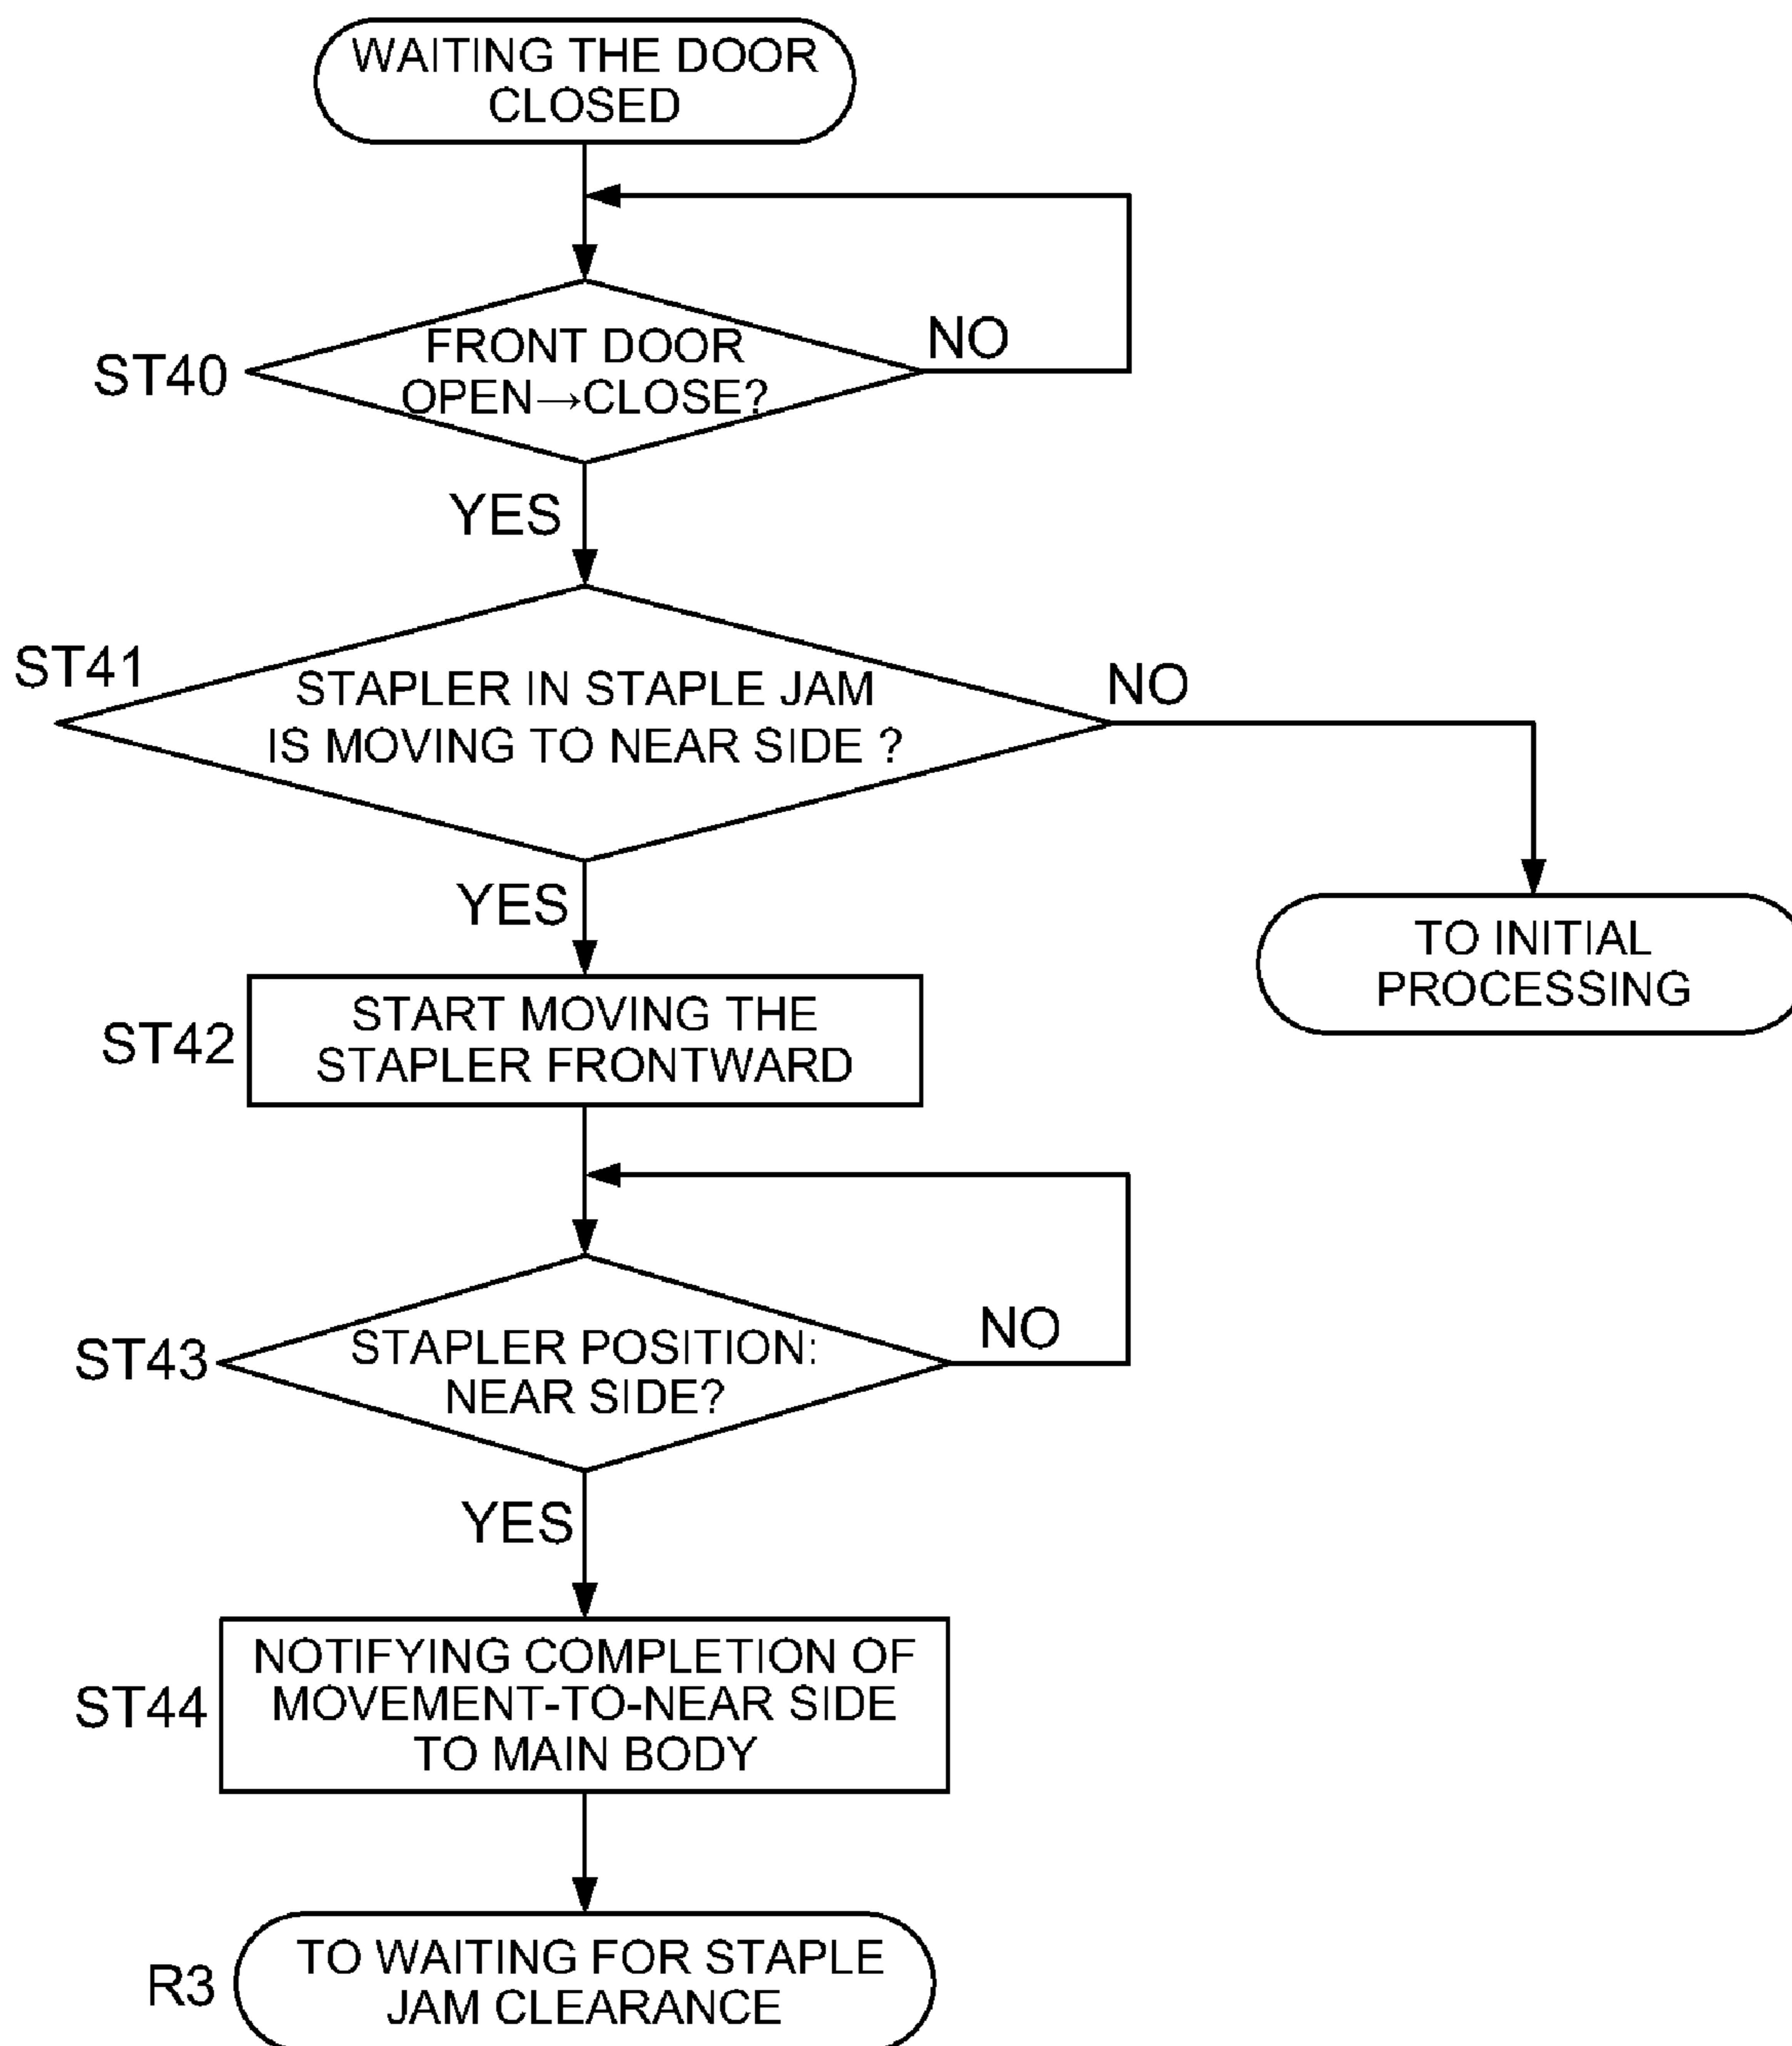 WAITING THE DOOR
CLOSED
ST40
FRONT DOOR
OPEN→CLOSE?
NO
YES
ST41
STAPLER IN STAPLE JAM
IS MOVING TO NEAR SIDE ?
NO
YES
TO INITIAL
PROCESSING
ST42
START MOVING THE
STAPLER FRONTWARD
ST43
STAPLER POSITION:
NEAR SIDE?
NO
YES
ST44
NOTIFYING COMPLETION OF
MOVEMENT-TO-NEAR SIDE
TO MAIN BODY
R3
TO WAITING FOR STAPLE
JAM CLEARANCE